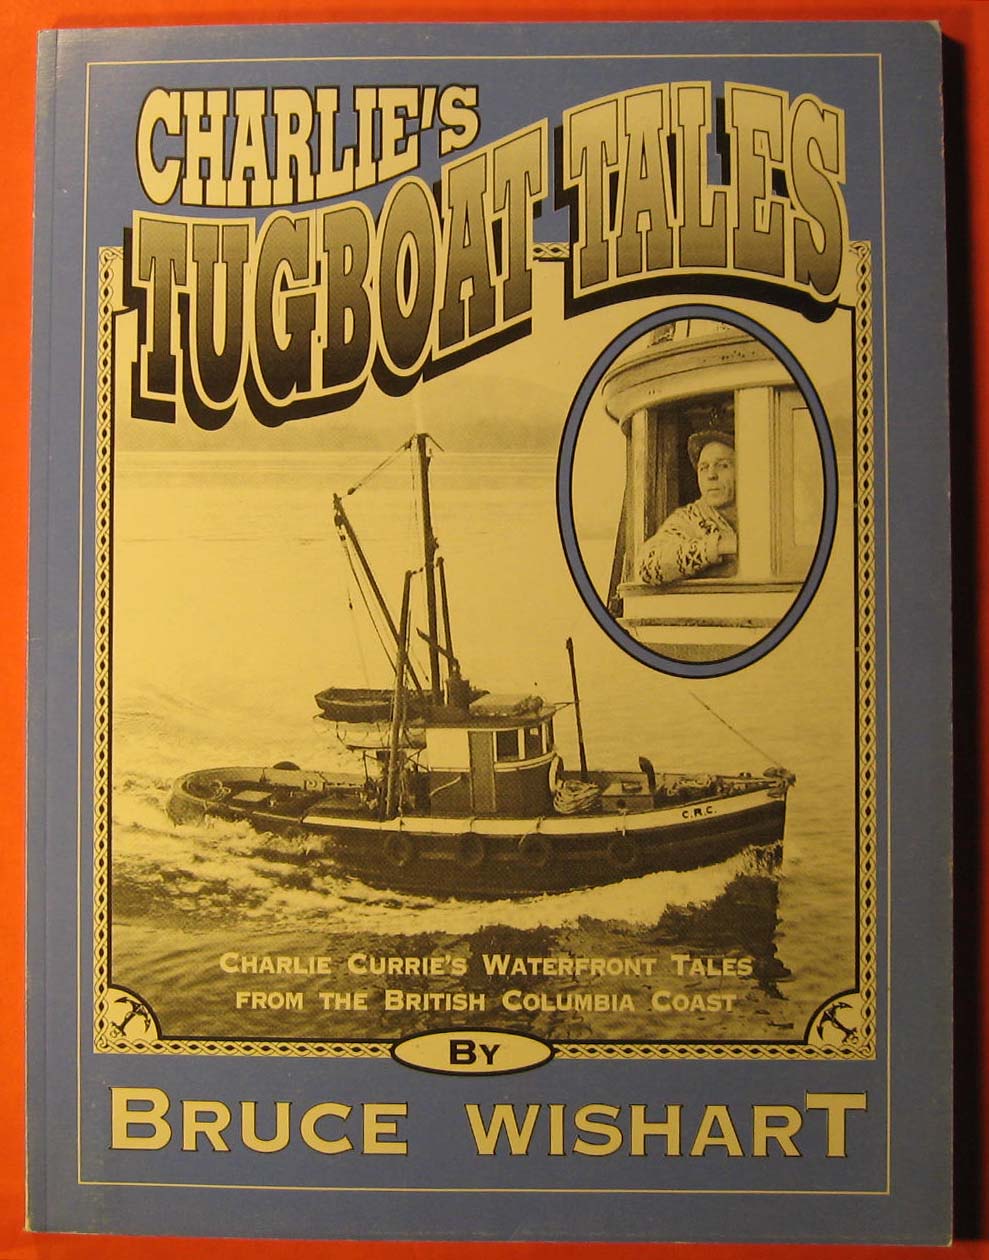 CHARLIE'S
TUGBOAT TALES
C.R.C.
CHARLIE CURRIE'S WATERFRONT TALES
FROM THE BRITISH COLUMBIA COAST
BY
BRUCE WISHART